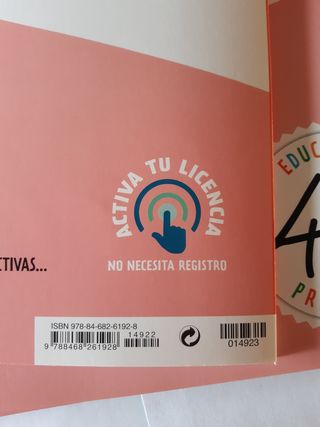 ACTIVA TU LICENCIA
CTIVAS...
NO NECESITA REGISTRO
ISBN 978-84-682-6192-8
14922
9 788468 261928
014923
EDUC
4
PR